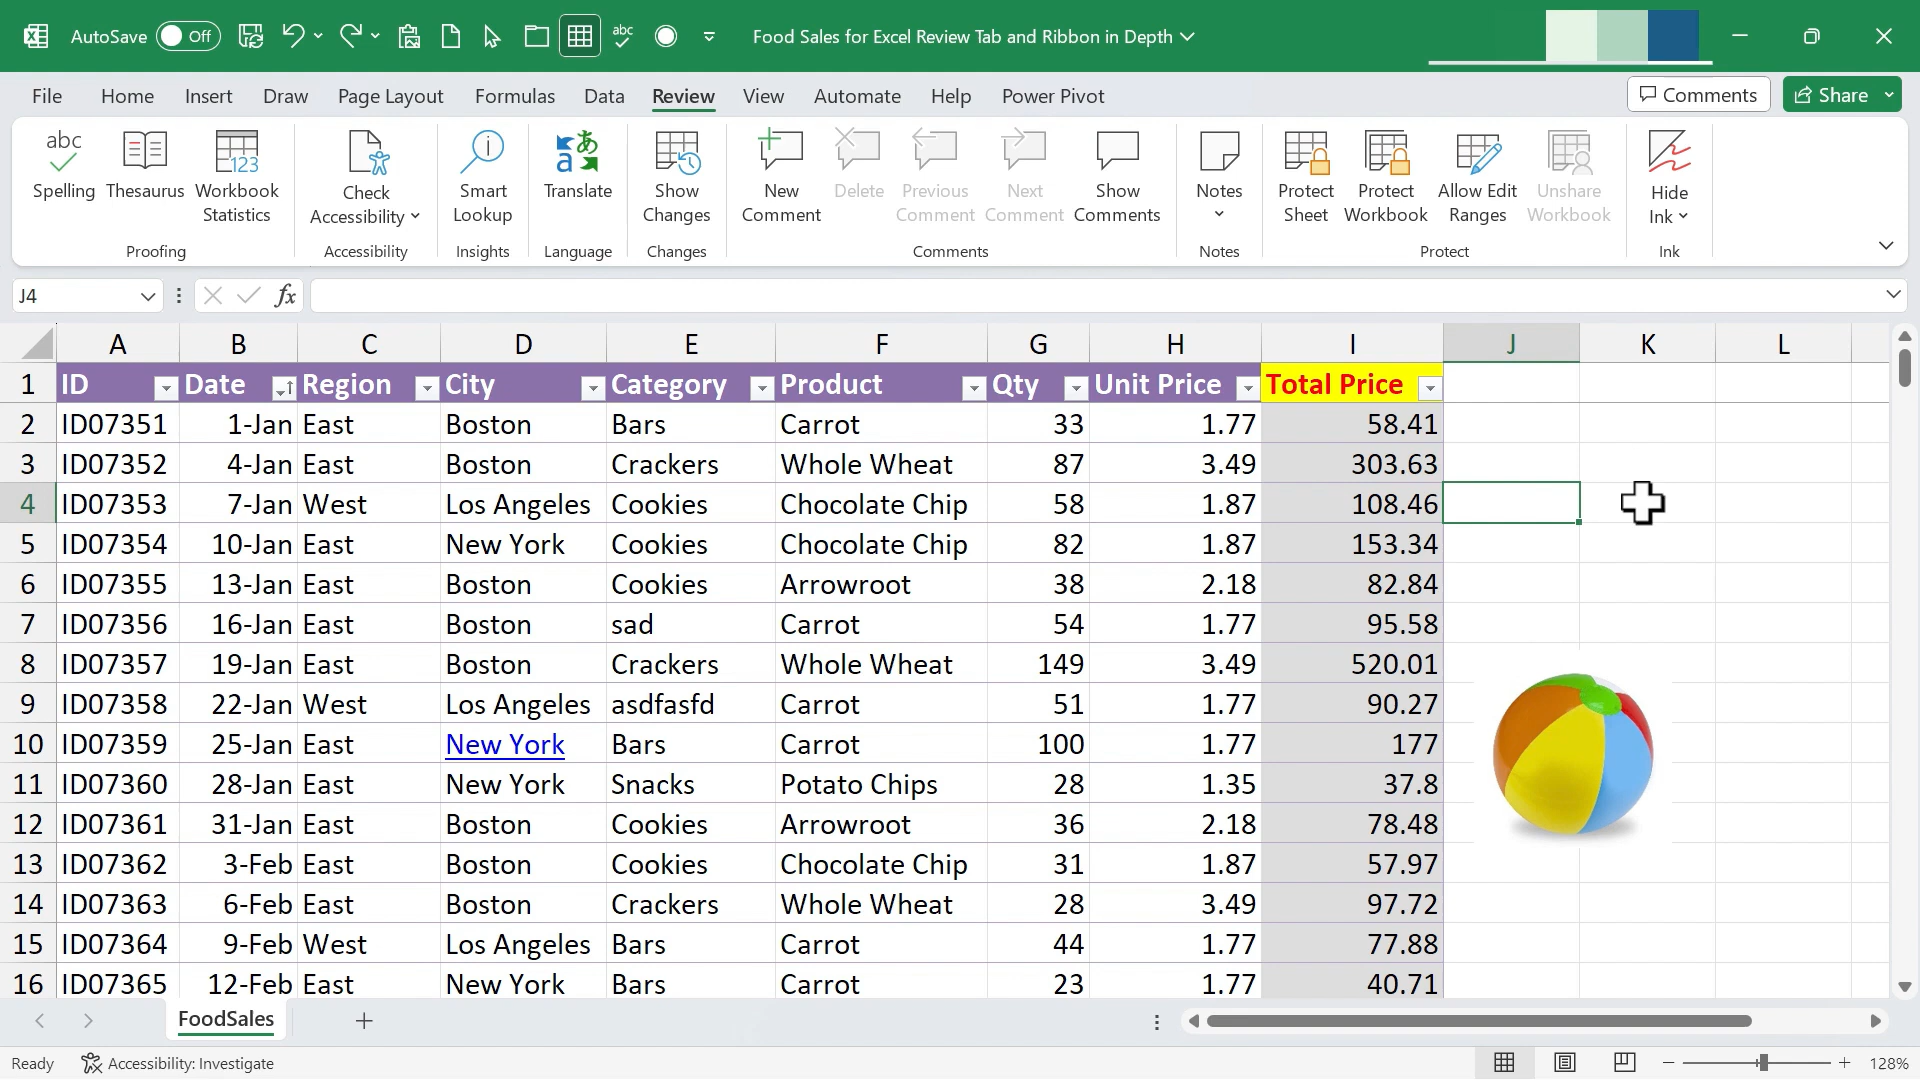 AutoSave Off abc Food Sales for Excel Review Tab and Ribbon in Depth
File Home Insert Draw Page Layout Formulas Data Review View Automate Help Power Pivot Comments Share
abc
123
a あ
Spelling Thesaurus Workbook Statistics Check Accessibility Smart Lookup Translate Show Changes New Comment Delete Previous Comment Next Comment Show Comments Notes Protect Sheet Protect Workbook Allow Edit Ranges Unshare Workbook Hide Ink
Proofing Accessibility Insights Language Changes Comments Notes Protect Ink
J4 fx
A B C D E F G H I J K L
1 ID Date Region City Category Product Qty Unit Price Total Price
2 ID07351 1-Jan East Boston Bars Carrot 33 1.77 58.41
3 ID07352 4-Jan East Boston Crackers Whole Wheat 87 3.49 303.63
4 ID07353 7-Jan West Los Angeles Cookies Chocolate Chip 58 1.87 108.46
5 ID07354 10-Jan East New York Cookies Chocolate Chip 82 1.87 153.34
6 ID07355 13-Jan East Boston Cookies Arrowroot 38 2.18 82.84
7 ID07356 16-Jan East Boston sad Carrot 54 1.77 95.58
8 ID07357 19-Jan East Boston Crackers Whole Wheat 149 3.49 520.01
9 ID07358 22-Jan West Los Angeles asdfasfd Carrot 51 1.77 90.27
10 ID07359 25-Jan East New York Bars Carrot 100 1.77 177
11 ID07360 28-Jan East New York Snacks Potato Chips 28 1.35 37.8
12 ID07361 31-Jan East Boston Cookies Arrowroot 36 2.18 78.48
13 ID07362 3-Feb East Boston Cookies Chocolate Chip 31 1.87 57.97
14 ID07363 6-Feb East Boston Crackers Whole Wheat 28 3.49 97.72
15 ID07364 9-Feb West Los Angeles Bars Carrot 44 1.77 77.88
16 ID07365 12-Feb East New York Bars Carrot 23 1.77 40.71
FoodSales
Ready Accessibility: Investigate 128%